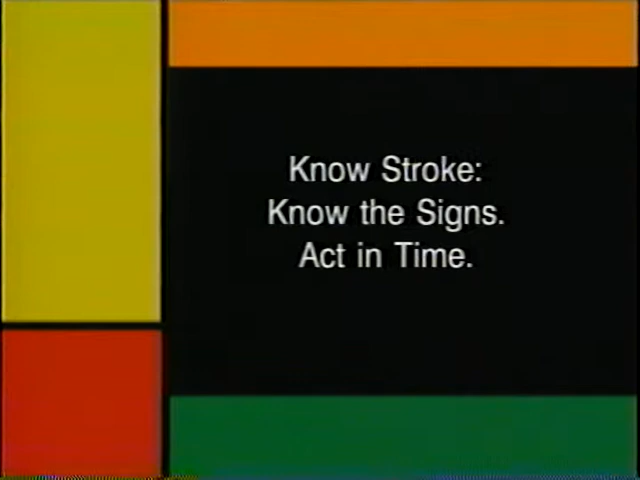 Know Stroke:
Know the Signs.
Act in Time.